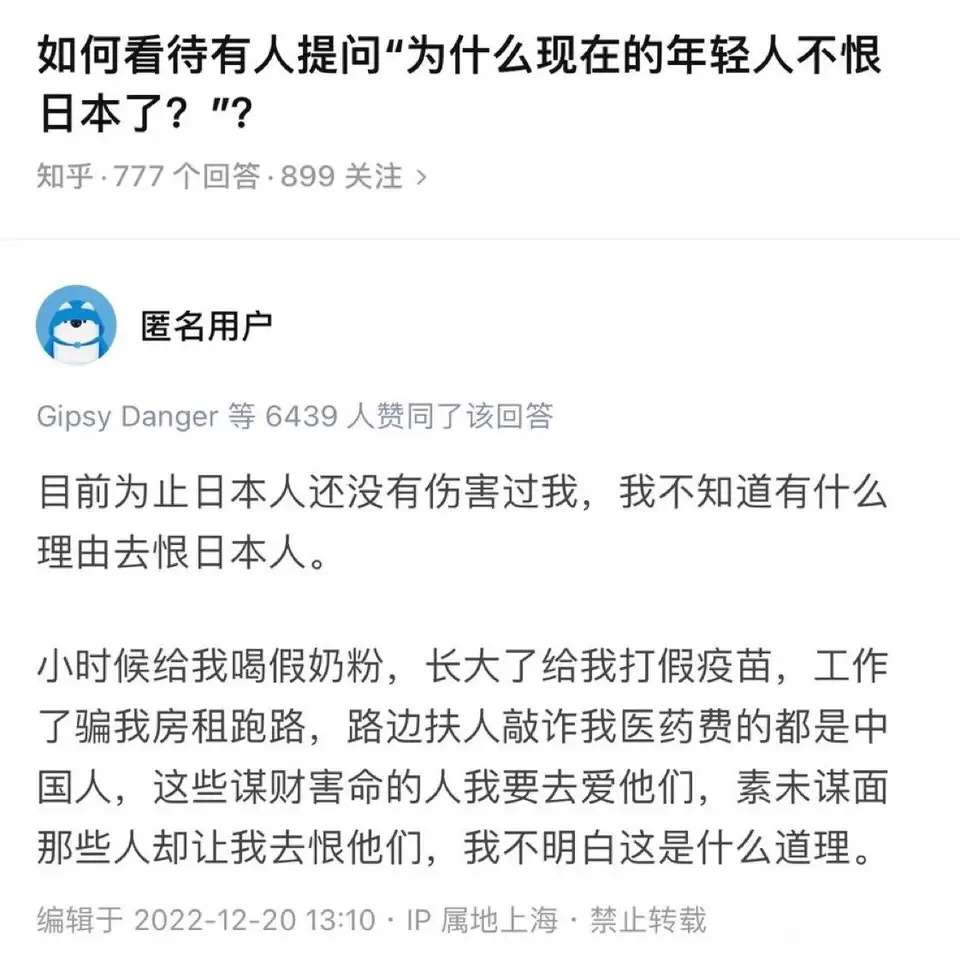 如何看待有人提问“为什么现在的年轻人不恨
日本了？”?
知乎·777 个回答·899 关注 >
匿名用户
Gipsy Danger 等 6439 人赞同了该回答
目前为止日本人还没有伤害过我，我不知道有什么
理由去恨日本人。
小时候给我喝假奶粉，长大了给我打假疫苗，工作
了骗我房租跑路，路边扶人敲诈我医药费的都是中
国人，这些谋财害命的人我要去爱他们，素未谋面
那些人却让我去恨他们，我不明白这是什么道理。
编辑于 2022-12-20 13:10 · IP 属地上海 · 禁止转载